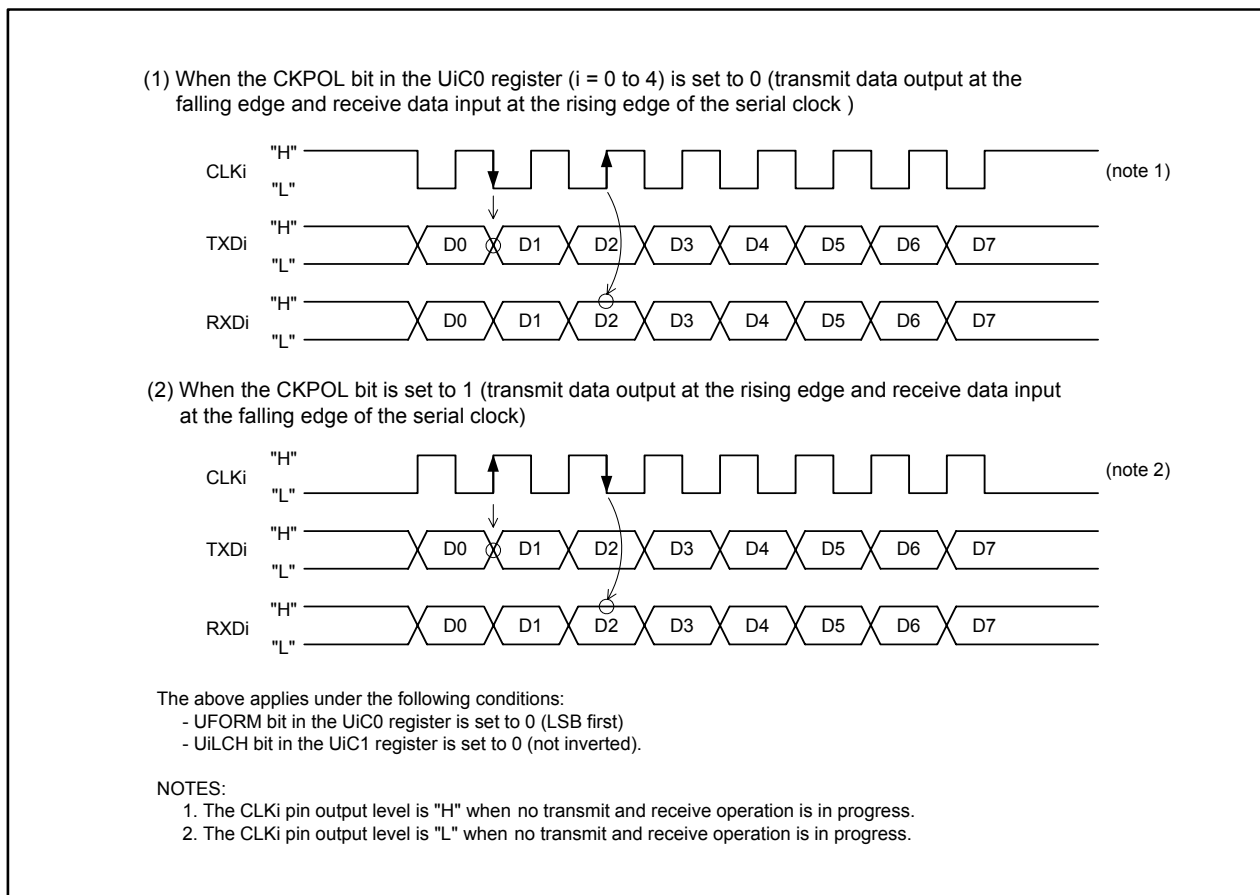 (1) When the CKPOL bit in the UiC0 register (i = 0 to 4) is set to 0 (transmit data output at the
falling edge and receive data input at the rising edge of the serial clock )
"H"
CLKi
(note 1)
"L"
"H"
TXDi D0 D1 D2 D3 D4 D5 D6 D7
"L"
"H"
RXDi D0 D1 D2 D3 D4 D5 D6 D7
"L"
(2) When the CKPOL bit is set to 1 (transmit data output at the rising edge and receive data input
at the falling edge of the serial clock)
"H"
CLKi
(note 2)
"L"
"H"
TXDi D0 D1 D2 D3 D4 D5 D6 D7
"L"
"H"
RXDi D0 D1 D2 D3 D4 D5 D6 D7
"L"
The above applies under the following conditions:
- UFORM bit in the UiC0 register is set to 0 (LSB first)
- UiLCH bit in the UiC1 register is set to 0 (not inverted).
NOTES:
1. The CLKi pin output level is "H" when no transmit and receive operation is in progress.
2. The CLKi pin output level is "L" when no transmit and receive operation is in progress.